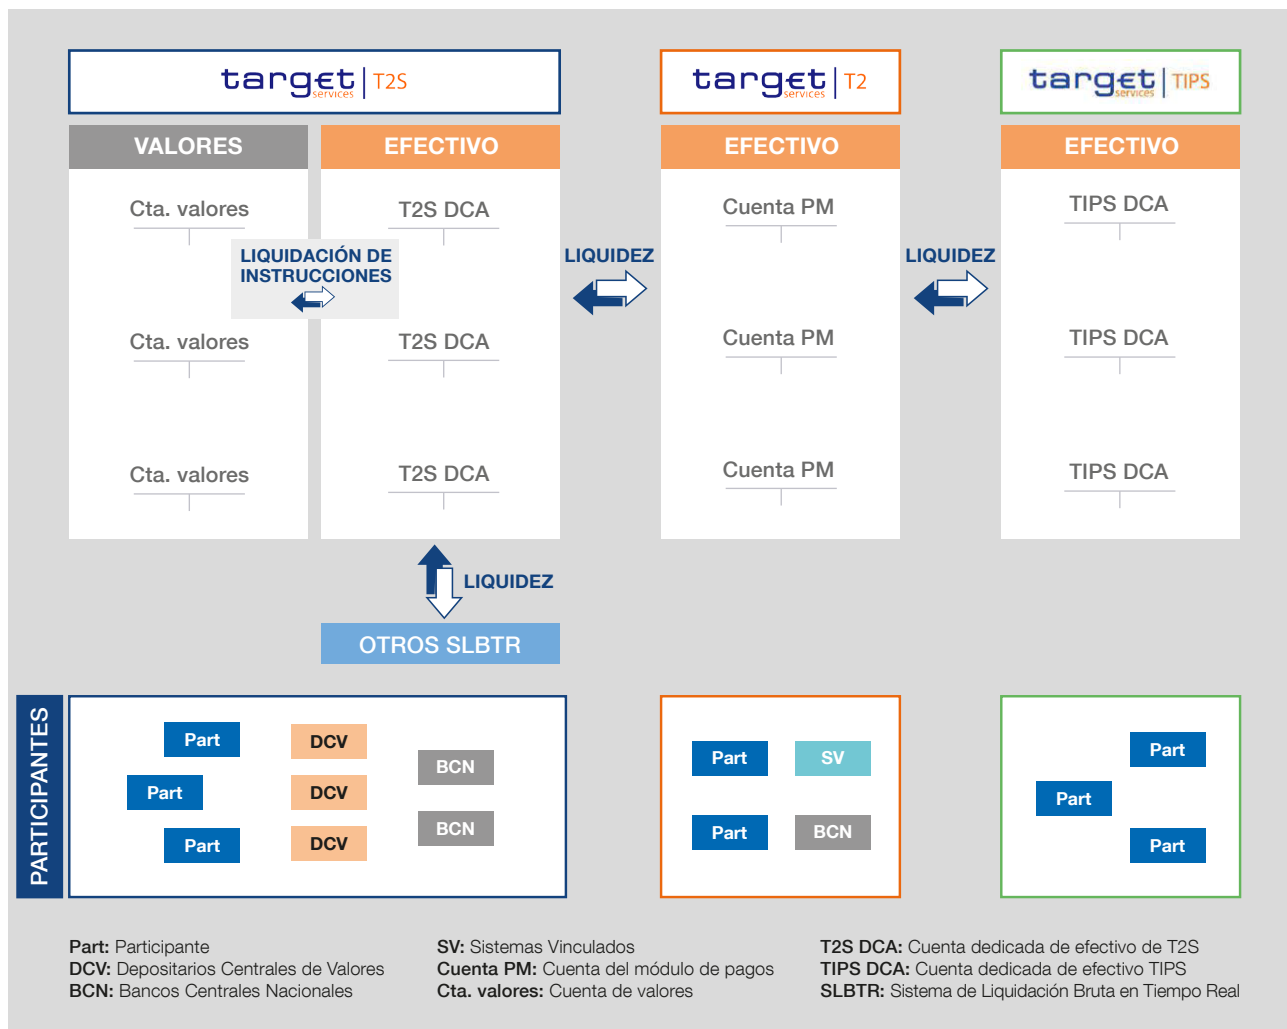 target services | T2S
target services | T2
target services | TIPS
VALORES
EFECTIVO
EFECTIVO
EFECTIVO
Cta. valores
T2S DCA
Cuenta PM
TIPS DCA
LIQUIDACIÓN DE
INSTRUCCIONES
LIQUIDEZ
LIQUIDEZ
Cta. valores
T2S DCA
Cuenta PM
TIPS DCA
Cta. valores
T2S DCA
Cuenta PM
TIPS DCA
LIQUIDEZ
OTROS SLBTR
PARTICIPANTES
Part
DCV
BCN
Part
DCV
BCN
Part
DCV
Part
SV
Part
BCN
Part
Part
Part
Part: Participante
DCV: Depositarios Centrales de Valores
BCN: Bancos Centrales Nacionales
SV: Sistemas Vinculados
Cuenta PM: Cuenta del módulo de pagos
Cta. valores: Cuenta de valores
T2S DCA: Cuenta dedicada de efectivo de T2S
TIPS DCA: Cuenta dedicada de efectivo TIPS
SLBTR: Sistema de Liquidación Bruta en Tiempo Real